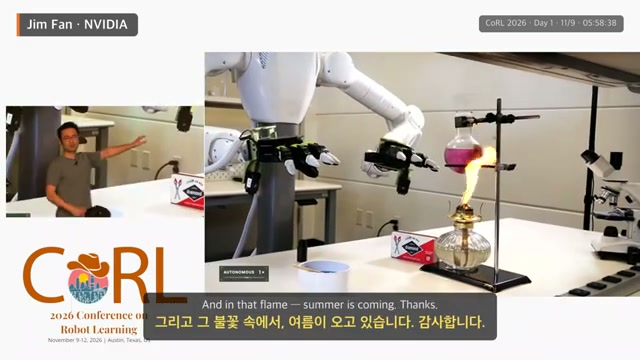 Jim Fan · NVIDIA
CoRL 2026 · Day 1 · 11/9 · 05:58:38
AUTONOMOUS 1×
CoRL
2026 Conference on
Robot Learning
November 9-12, 2026 | Austin, Texas, US
And in that flame — summer is coming. Thanks.
그리고 그 불꽃 속에서, 여름이 오고 있습니다. 감사합니다.